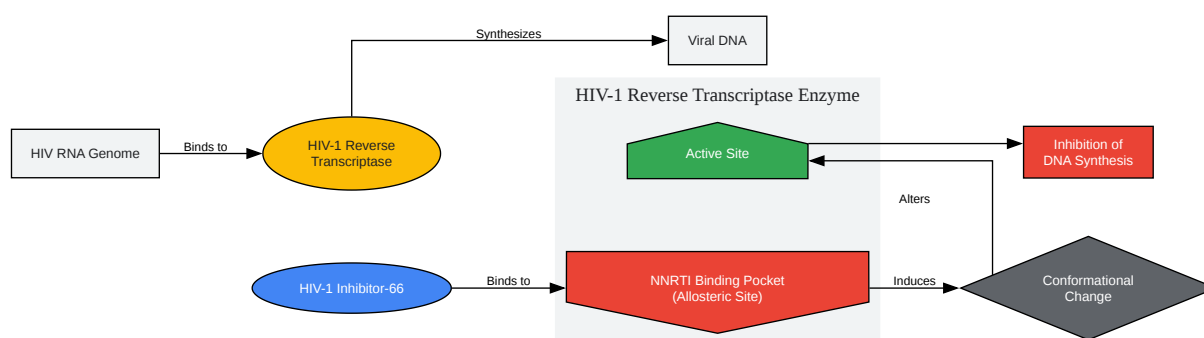 Synthesizes
Viral DNA
HIV-1 Reverse Transcriptase Enzyme
HIV RNA Genome
Binds to
HIV-1 Reverse
Transcriptase
Active Site
Inhibition of
DNA Synthesis
Alters
HIV-1 Inhibitor-66
Binds to
NNRTI Binding Pocket
(Allosteric Site)
Induces
Conformational
Change